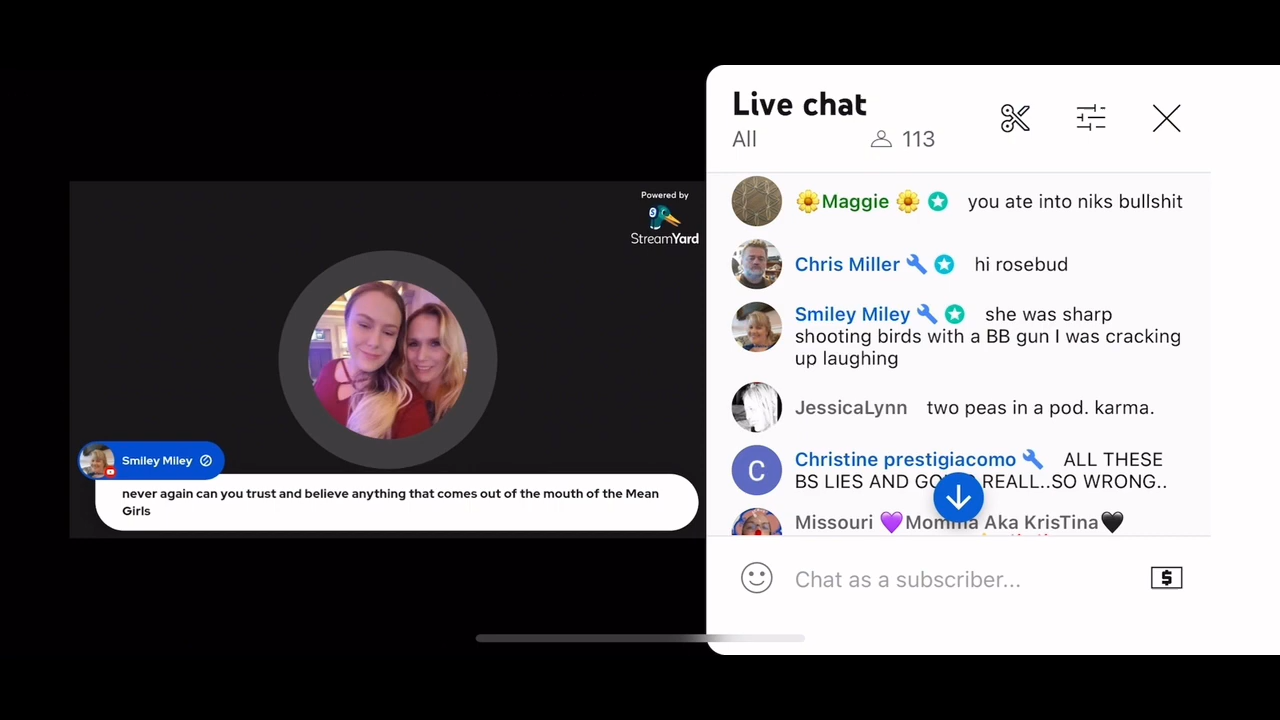 Powered by
StreamYard
Smiley Miley
never again can you trust and believe anything that comes out of the mouth of the Mean
Girls
Live chat
All 113
🌼Maggie 🌼 you ate into niks bullshit
Chris Miller hi rosebud
Smiley Miley she was sharp
shooting birds with a BB gun I was cracking
up laughing
JessicaLynn two peas in a pod. karma.
C Christine prestigiacomo ALL THESE
BS LIES AND REALL..SO WRONG..
Missouri 💜Momma Aka KrisTina🖤
Chat as a subscriber...